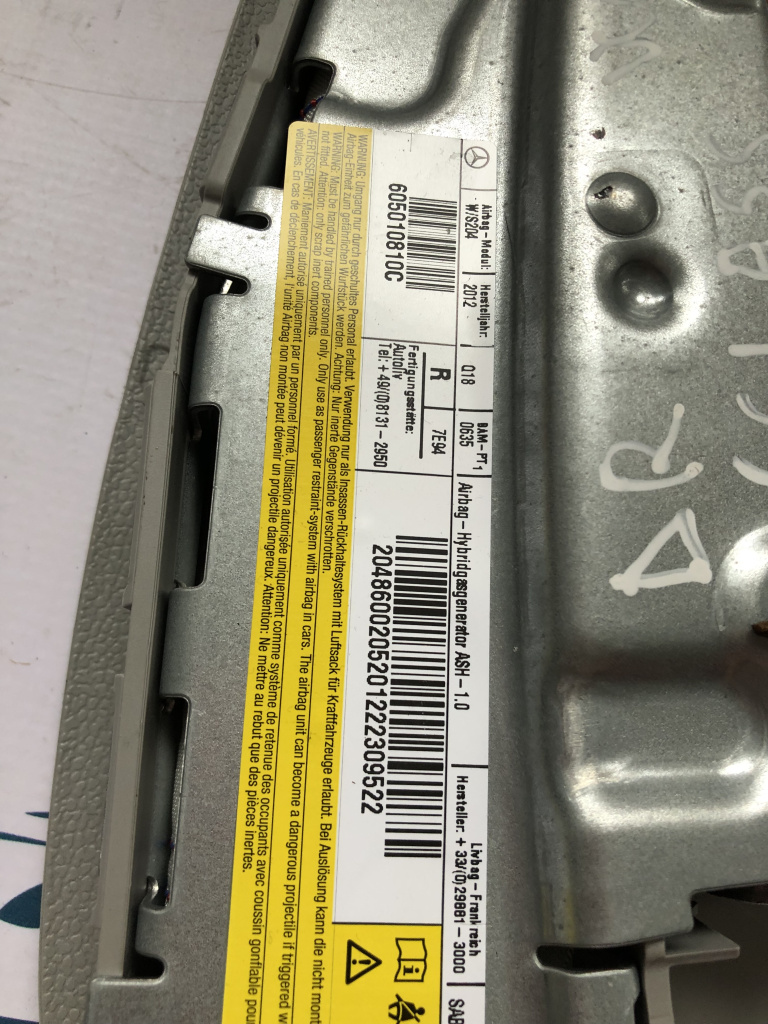 Airbag - Modul:
W/S204
Herstelljahr:
2012
Q18
BAM - PT1
0635
Airbag - Hybridgasgenerator ASH - 1.0
Livbag - Frankreich
Hersteller: + 33/(0)29881 - 3000
605010810C
R
7E94
Fertigungsstätte:
Autoliv
Tel: + 49/(0)8131 - 2950
2048600205201222309522
WARNUNG: Umgang nur durch geschultes Personal erlaubt. Verwendung nur als Insassen-Rückhaltesystem mit Luftsack für Kraftfahrzeuge erlaubt. Bei Auslösung kann die nicht
Airbag-Einheit zum gefährlichen Wurfstück werden. Achtung: Nur inerte Gegenstände verschrotten.
WARNING: Must be handled by trained personnel only. Only use as passenger restraint-system with airbag in cars. The airbag unit can become a dangerous projectile if triggered
not fitted. Attention: only scrap inert components.
AVERTISSEMENT: Maniement autorisé uniquement par un personnel formé. Utilisation autorisée uniquement comme système de retenue des occupants avec coussin gonflable
véhicules. En cas de déclenchement, l'unité Airbag non montée peut devenir un projectile dangereux. Attention: Ne mettre au rebut que des pièces inertes.
DR